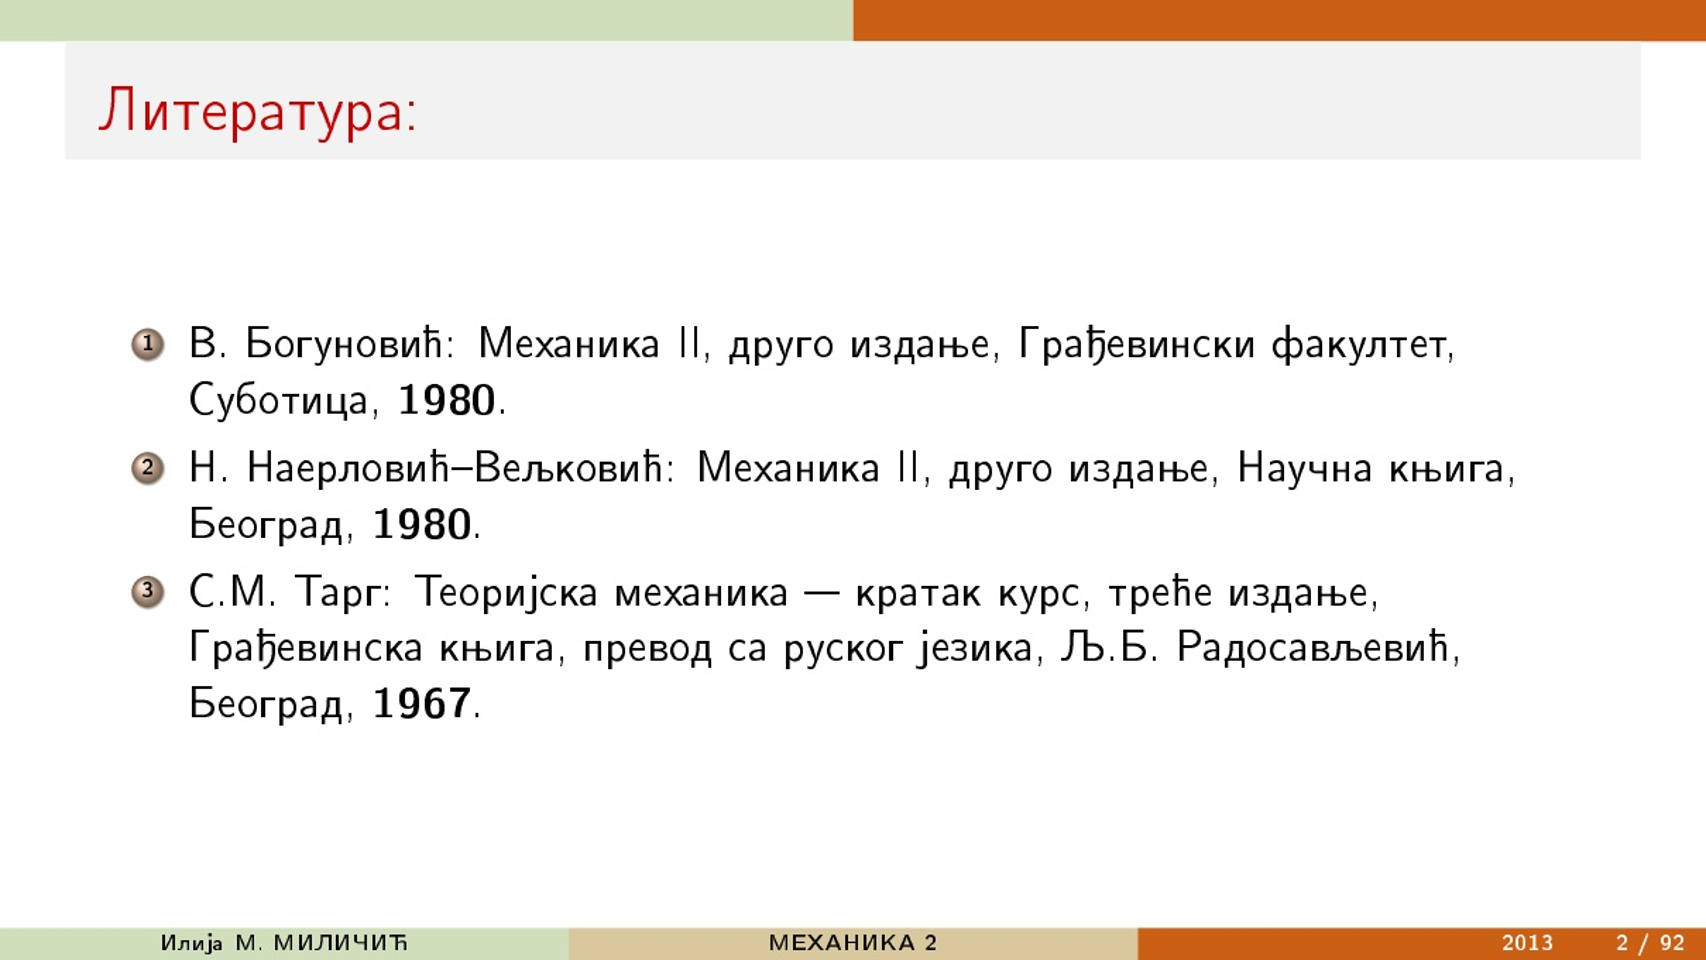 Литература:
1 В. Богуновић: Механика II, друго издање, Грађевински факултет,
Суботица, 1980.
2 Н. Наерловић–Вељковић: Механика II, друго издање, Научна књига,
Београд, 1980.
3 С.М. Тарг: Теоријска механика — кратак курс, треће издање,
Грађевинска књига, превод са руског језика, Љ.Б. Радосављевић,
Београд, 1967.
Илија М. МИЛИЧИЋ МЕХАНИКА 2 2013 2 / 92